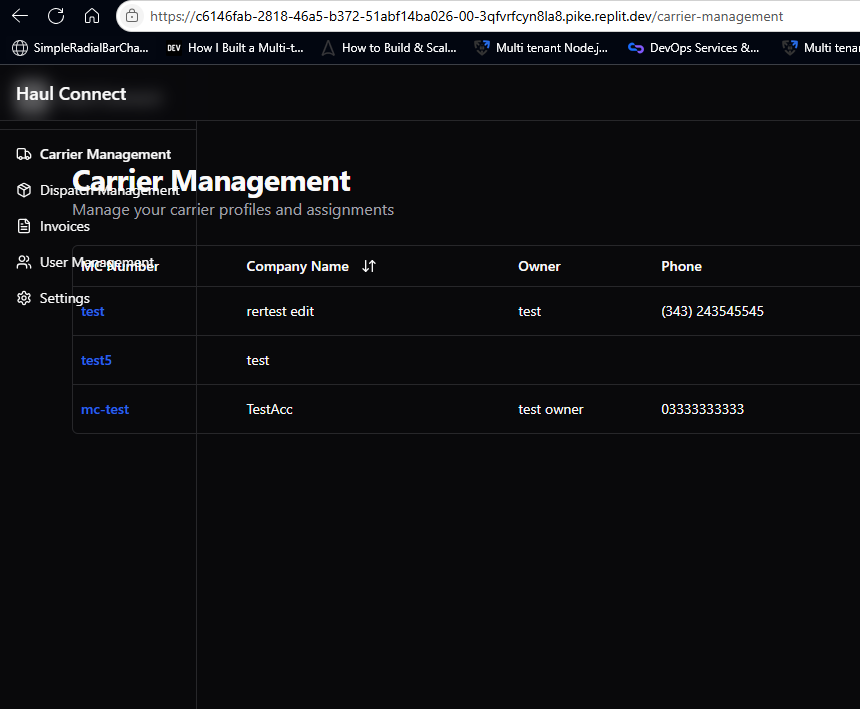 https://c6146fab-2818-46a5-b372-51abf14ba026-00-3qfvrfcyn8la8.pike.replit.dev/carrier-management
SimpleRadialBarCha... DEV How I Built a Multi-t... How to Build & Scal... Multi tenant Node.j... DevOps Services &... Multi tenan
Haul Connect
Carrier Management
Dispatch Management
Invoices
User Management
Settings
Carrier Management
Manage your carrier profiles and assignments
MC Number Company Name Owner Phone
test rertest edit test (343) 243545545
test5 test
mc-test TestAcc test owner 03333333333